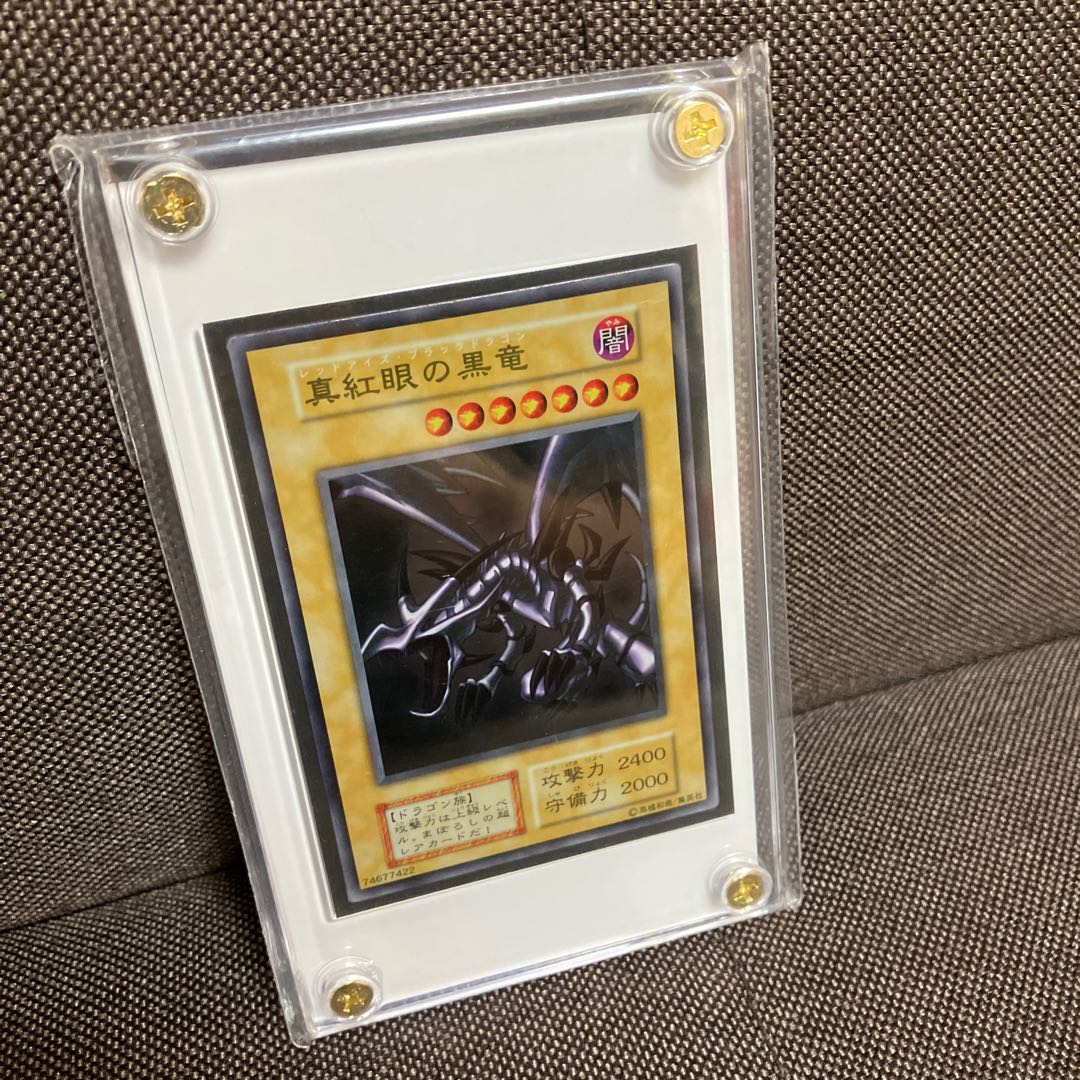 レッドアイズ・ブラックドラゴン
真紅眼の黒竜
やみ
闇
こう げき りょく
攻撃力 2400
しゅ び りょく
守備力 2000
【ドラゴン族】
攻撃力は上級レベ
ル。まぼろしの超
レアカードだ!
©高橋和希/集英社
74677422